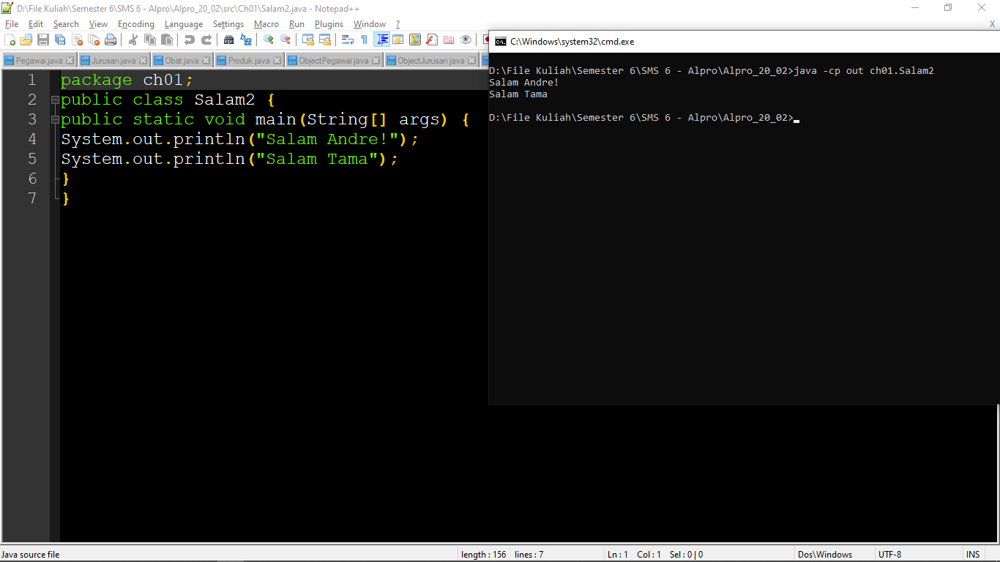 D:\File Kuliah\Semester 6\SMS 6 - Alpro\Alpro_20_02\src\Ch01\Salam2.java - Notepad++
File Edit Search View Encoding Language Settings Macro Run Plugins Window ? X
Pegawai.java Jurusan.java Obat.java Produk.java ObjectPegawai.java ObjectJurusan.java
1 package ch01;
2 public class Salam2 {
3 public static void main(String[] args) {
4 System.out.println("Salam Andre!");
5 System.out.println("Salam Tama");
6 }
7 }
C:\Windows\system32\cmd.exe
D:\File Kuliah\Semester 6\SMS 6 - Alpro\Alpro_20_02>java -cp out ch01.Salam2
Salam Andre!
Salam Tama
D:\File Kuliah\Semester 6\SMS 6 - Alpro\Alpro_20_02>
Java source file length : 156 lines : 7 Ln : 1 Col : 1 Sel : 0 | 0 Dos\Windows UTF-8 INS